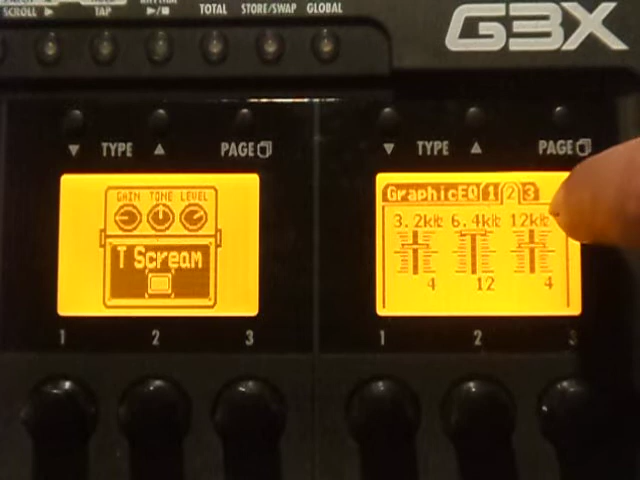 SCROLL ▶ TAP ▶/■ TOTAL STORE/SWAP GLOBAL
G3X
▼ TYPE ▲ PAGE
▼ TYPE ▲ PAGE
GAIN TONE LEVEL
T Scream
GraphicEQ 1 2 3
3.2kHz 6.4kHz 12kHz
4 12 4
1 2 3
1 2 3